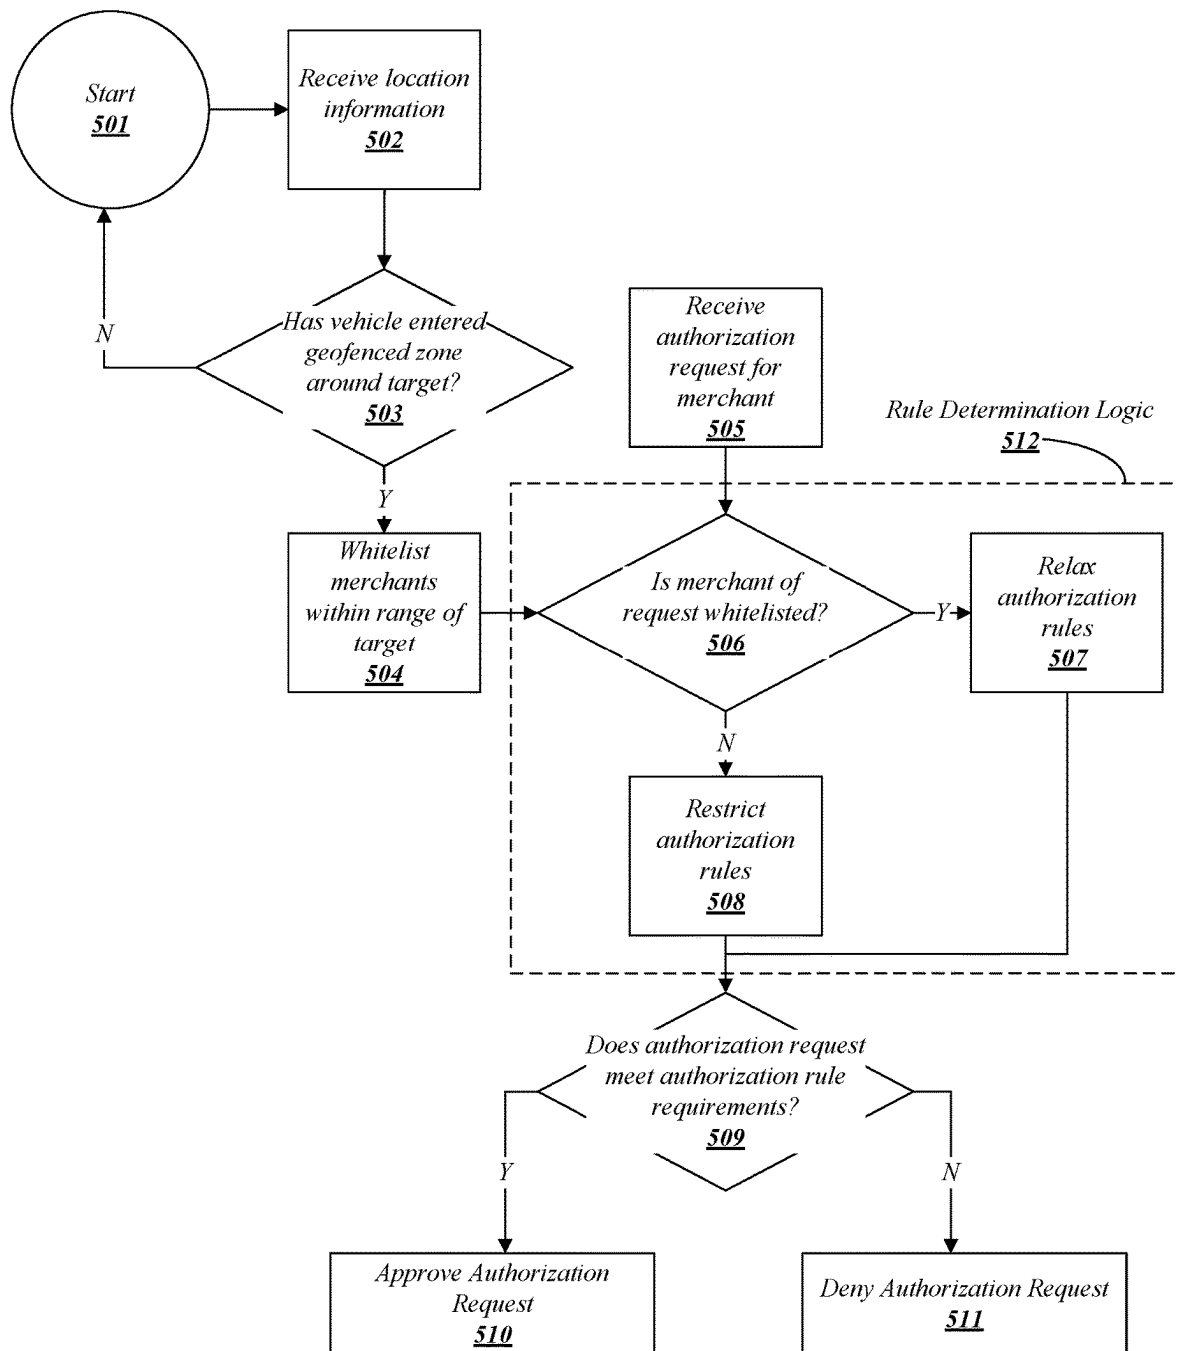 Start
501
Receive location
information
502
Has vehicle entered
geofenced zone
around target?
503
N
Y
Whitelist
merchants
within range of
target
504
Receive
authorization
request for
merchant
505
Rule Determination Logic
512
Is merchant of
request whitelisted?
506
Y
Relax
authorization
rules
507
N
Restrict
authorization
rules
508
Does authorization request
meet authorization rule
requirements?
509
Y
N
Approve Authorization
Request
510
Deny Authorization Request
511